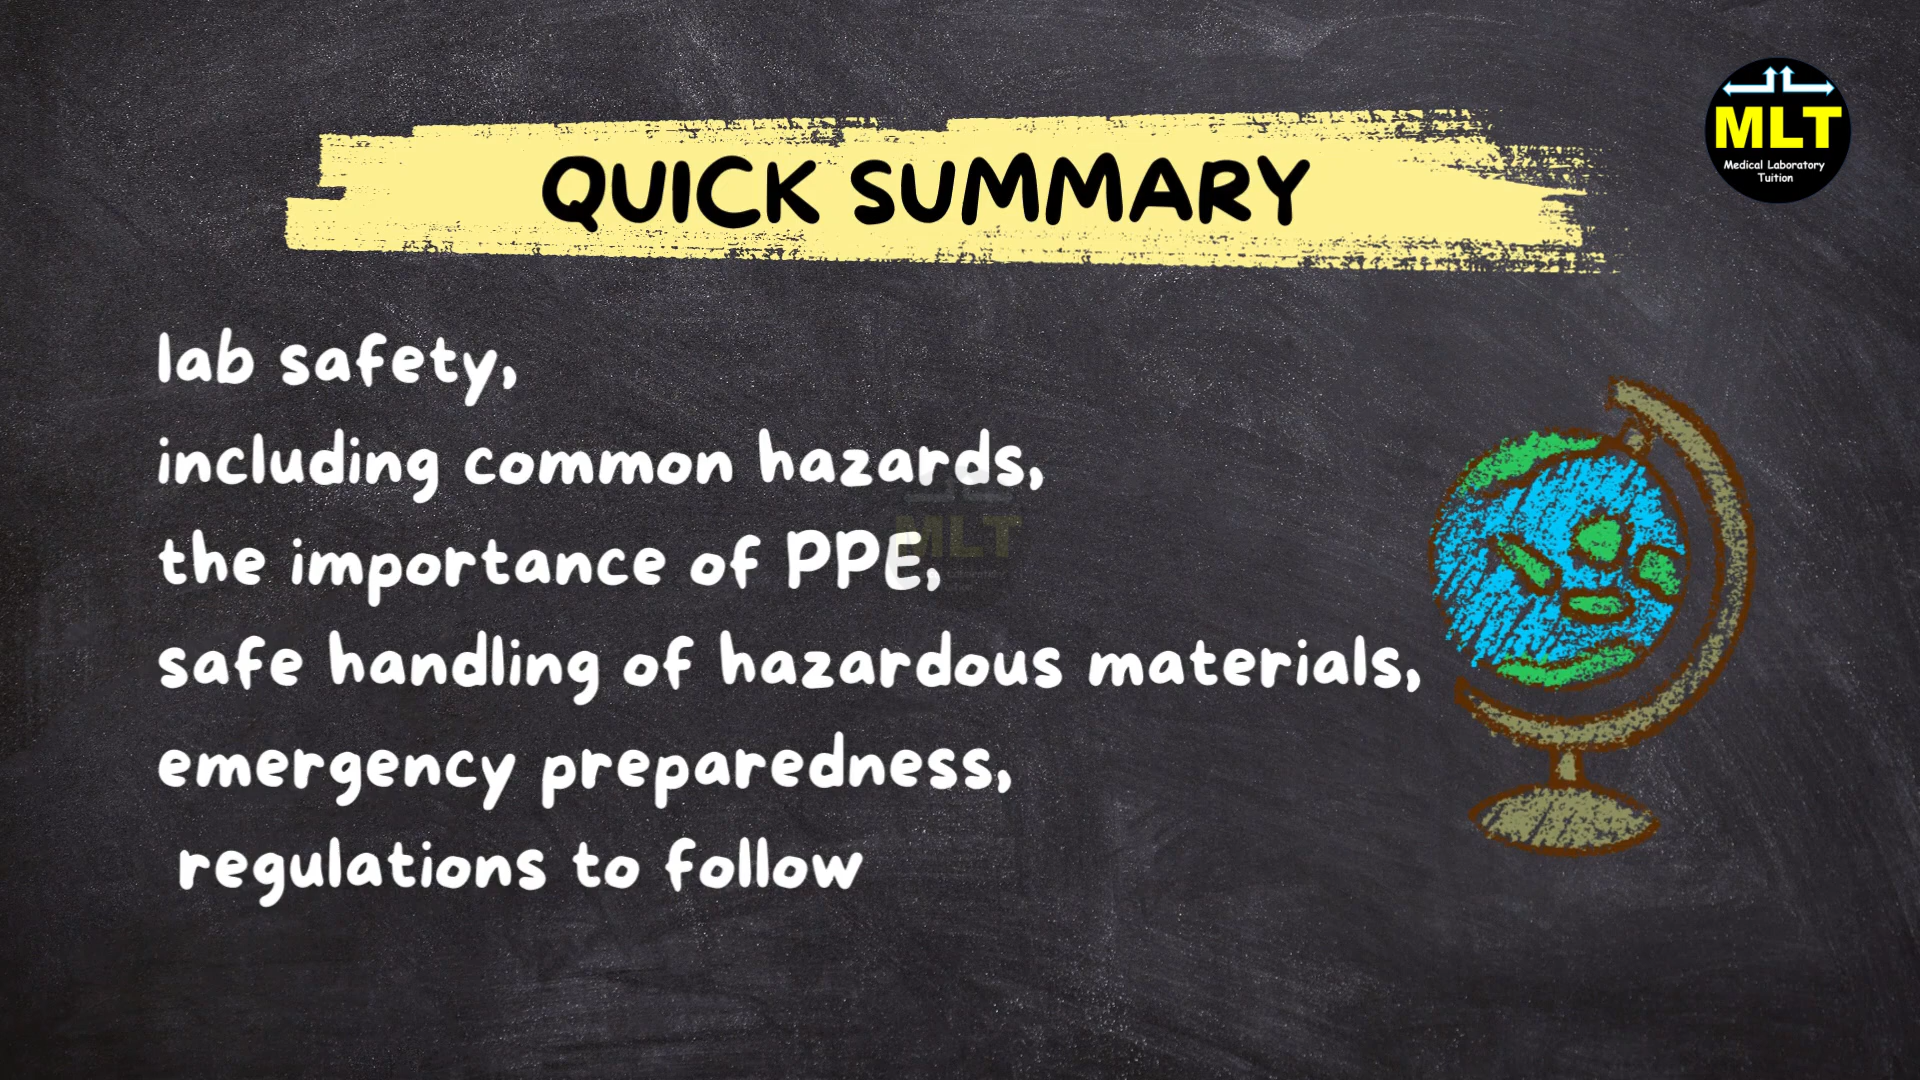 QUICK SUMMARY
MLT
Medical Laboratory
Tuition
lab safety,
including common hazards,
the importance of PPE,
safe handling of hazardous materials,
emergency preparedness,
regulations to follow
MLT